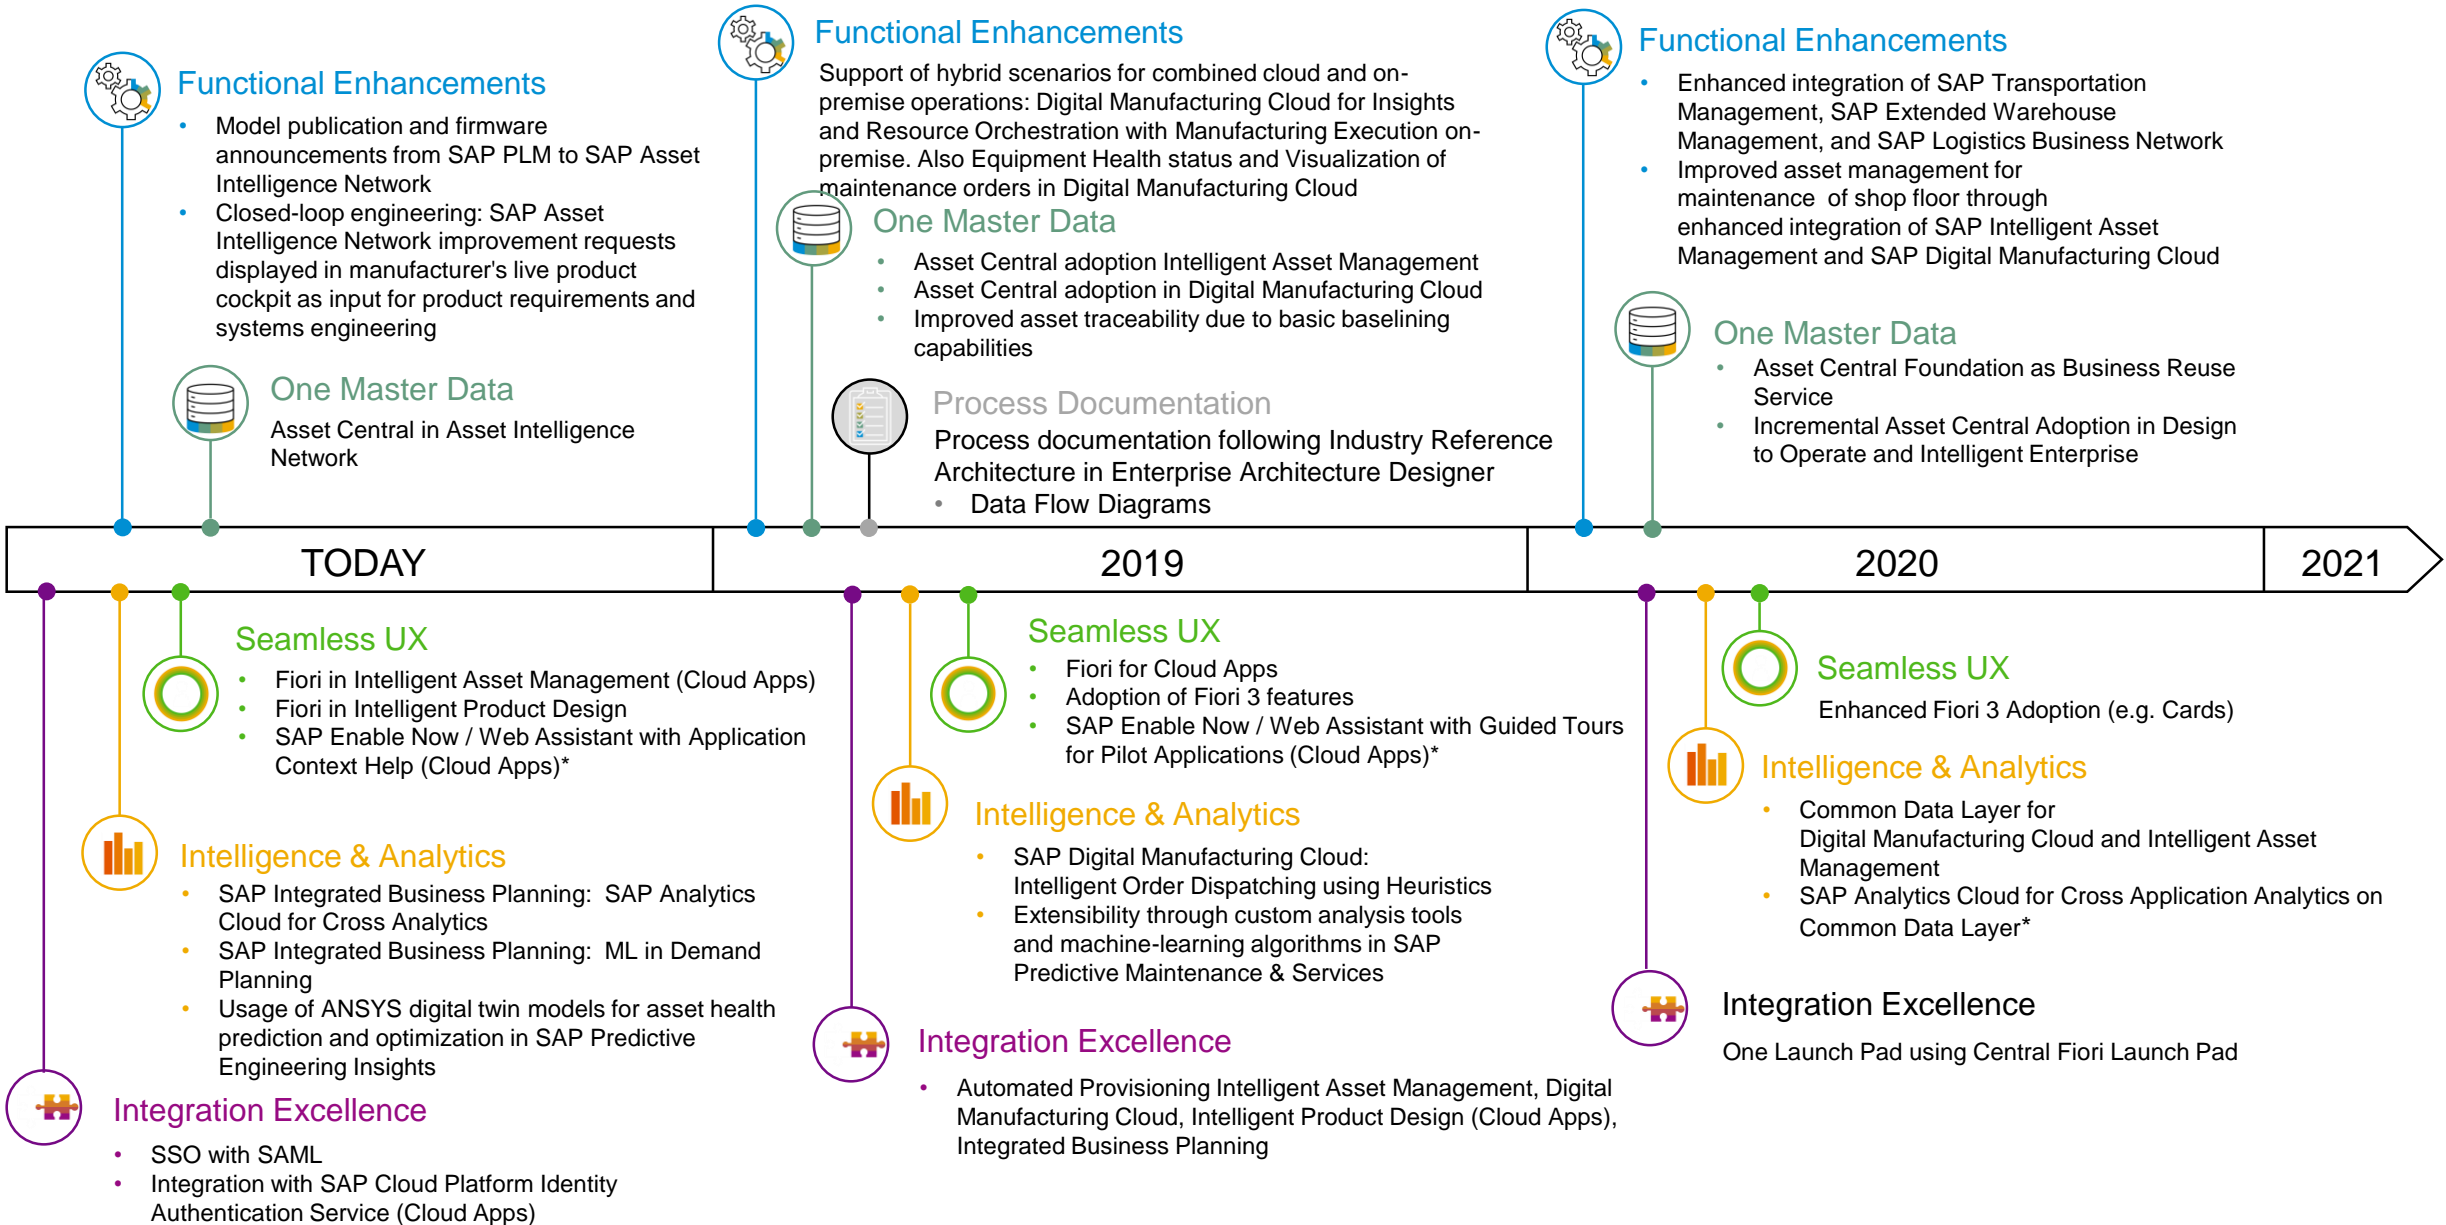 Functional Enhancements
• Model publication and firmware
announcements from SAP PLM to SAP Asset
Intelligence Network
• Closed-loop engineering: SAP Asset
Intelligence Network improvement requests
displayed in manufacturer's live product
cockpit as input for product requirements and
systems engineering
One Master Data
Asset Central in Asset Intelligence
Network
Functional Enhancements
Support of hybrid scenarios for combined cloud and on-
premise operations: Digital Manufacturing Cloud for Insights
and Resource Orchestration with Manufacturing Execution on-
premise. Also Equipment Health status and Visualization of
maintenance orders in Digital Manufacturing Cloud
One Master Data
• Asset Central adoption Intelligent Asset Management
• Asset Central adoption in Digital Manufacturing Cloud
• Improved asset traceability due to basic baselining
capabilities
Process Documentation
Process documentation following Industry Reference
Architecture in Enterprise Architecture Designer
• Data Flow Diagrams
Functional Enhancements
• Enhanced integration of SAP Transportation
Management, SAP Extended Warehouse
Management, and SAP Logistics Business Network
• Improved asset management for
maintenance of shop floor through
enhanced integration of SAP Intelligent Asset
Management and SAP Digital Manufacturing Cloud
One Master Data
• Asset Central Foundation as Business Reuse
Service
• Incremental Asset Central Adoption in Design
to Operate and Intelligent Enterprise
TODAY
2019
2020
2021
Seamless UX
• Fiori in Intelligent Asset Management (Cloud Apps)
• Fiori in Intelligent Product Design
• SAP Enable Now / Web Assistant with Application
Context Help (Cloud Apps)*
Intelligence & Analytics
• SAP Integrated Business Planning: SAP Analytics
Cloud for Cross Analytics
• SAP Integrated Business Planning: ML in Demand
Planning
• Usage of ANSYS digital twin models for asset health
prediction and optimization in SAP Predictive
Engineering Insights
Integration Excellence
• SSO with SAML
• Integration with SAP Cloud Platform Identity
Authentication Service (Cloud Apps)
Seamless UX
• Fiori for Cloud Apps
• Adoption of Fiori 3 features
• SAP Enable Now / Web Assistant with Guided Tours
for Pilot Applications (Cloud Apps)*
Intelligence & Analytics
• SAP Digital Manufacturing Cloud:
Intelligent Order Dispatching using Heuristics
• Extensibility through custom analysis tools
and machine-learning algorithms in SAP
Predictive Maintenance & Services
Integration Excellence
• Automated Provisioning Intelligent Asset Management, Digital
Manufacturing Cloud, Intelligent Product Design (Cloud Apps),
Integrated Business Planning
Seamless UX
Enhanced Fiori 3 Adoption (e.g. Cards)
Intelligence & Analytics
• Common Data Layer for
Digital Manufacturing Cloud and Intelligent Asset
Management
• SAP Analytics Cloud for Cross Application Analytics on
Common Data Layer*
Integration Excellence
One Launch Pad using Central Fiori Launch Pad